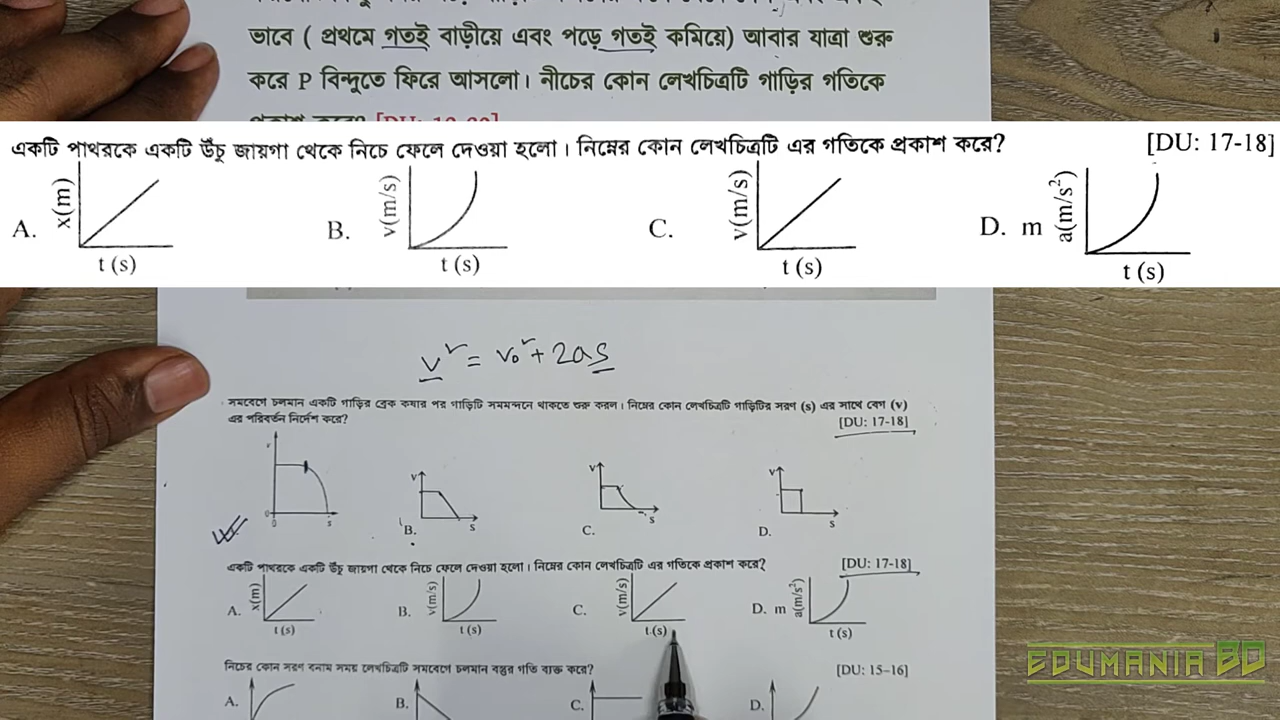 ভাবে ( প্রথমে গতই বাড়ীয়ে এবং পড়ে গতই কমিয়ে) আবার যাত্রা শুরু
করে P বিন্দুতে ফিরে আসলো। নীচের কোন লেখচিত্রটি গাড়ির গতিকে
একটি পাথরকে একটি উঁচু জায়গা থেকে নিচে ফেলে দেওয়া হলো। নিম্নের কোন লেখচিত্রটি এর গতিকে প্রকাশ করে? [DU: 17-18]
A. x(m) B. v(m/s) C. v(m/s) D. m a(m/s²)
t (s) t (s) t (s) t (s)
v² = v₀² + 2as
সমবেগে চলমান একটি গাড়ির ব্রেক কষার পর গাড়িটি সমমন্দনে থাকতে শুরু করল। নিম্নের কোন লেখচিত্রটি গাড়িটির সরণ (s) এর সাথে বেগ (v)
এর পরিবর্তন নির্দেশ করে? [DU: 17-18]
v v v v
0 s B. s C. s D. s
একটি পাথরকে একটি উঁচু জায়গা থেকে নিচে ফেলে দেওয়া হলো। নিম্নের কোন লেখচিত্রটি এর গতিকে প্রকাশ করে? [DU: 17-18]
A. x(m) B. v(m/s) C. v(m/s) D. m a(m/s²)
t (s) t (s) t (s) t (s)
EDUMANIA BD
নিচের কোন সরণ বনাম সময় লেখচিত্রটি সমবেগে চলমান বস্তুর গতি ব্যক্ত করে? [DU: 15-16]
A. B. C. D.